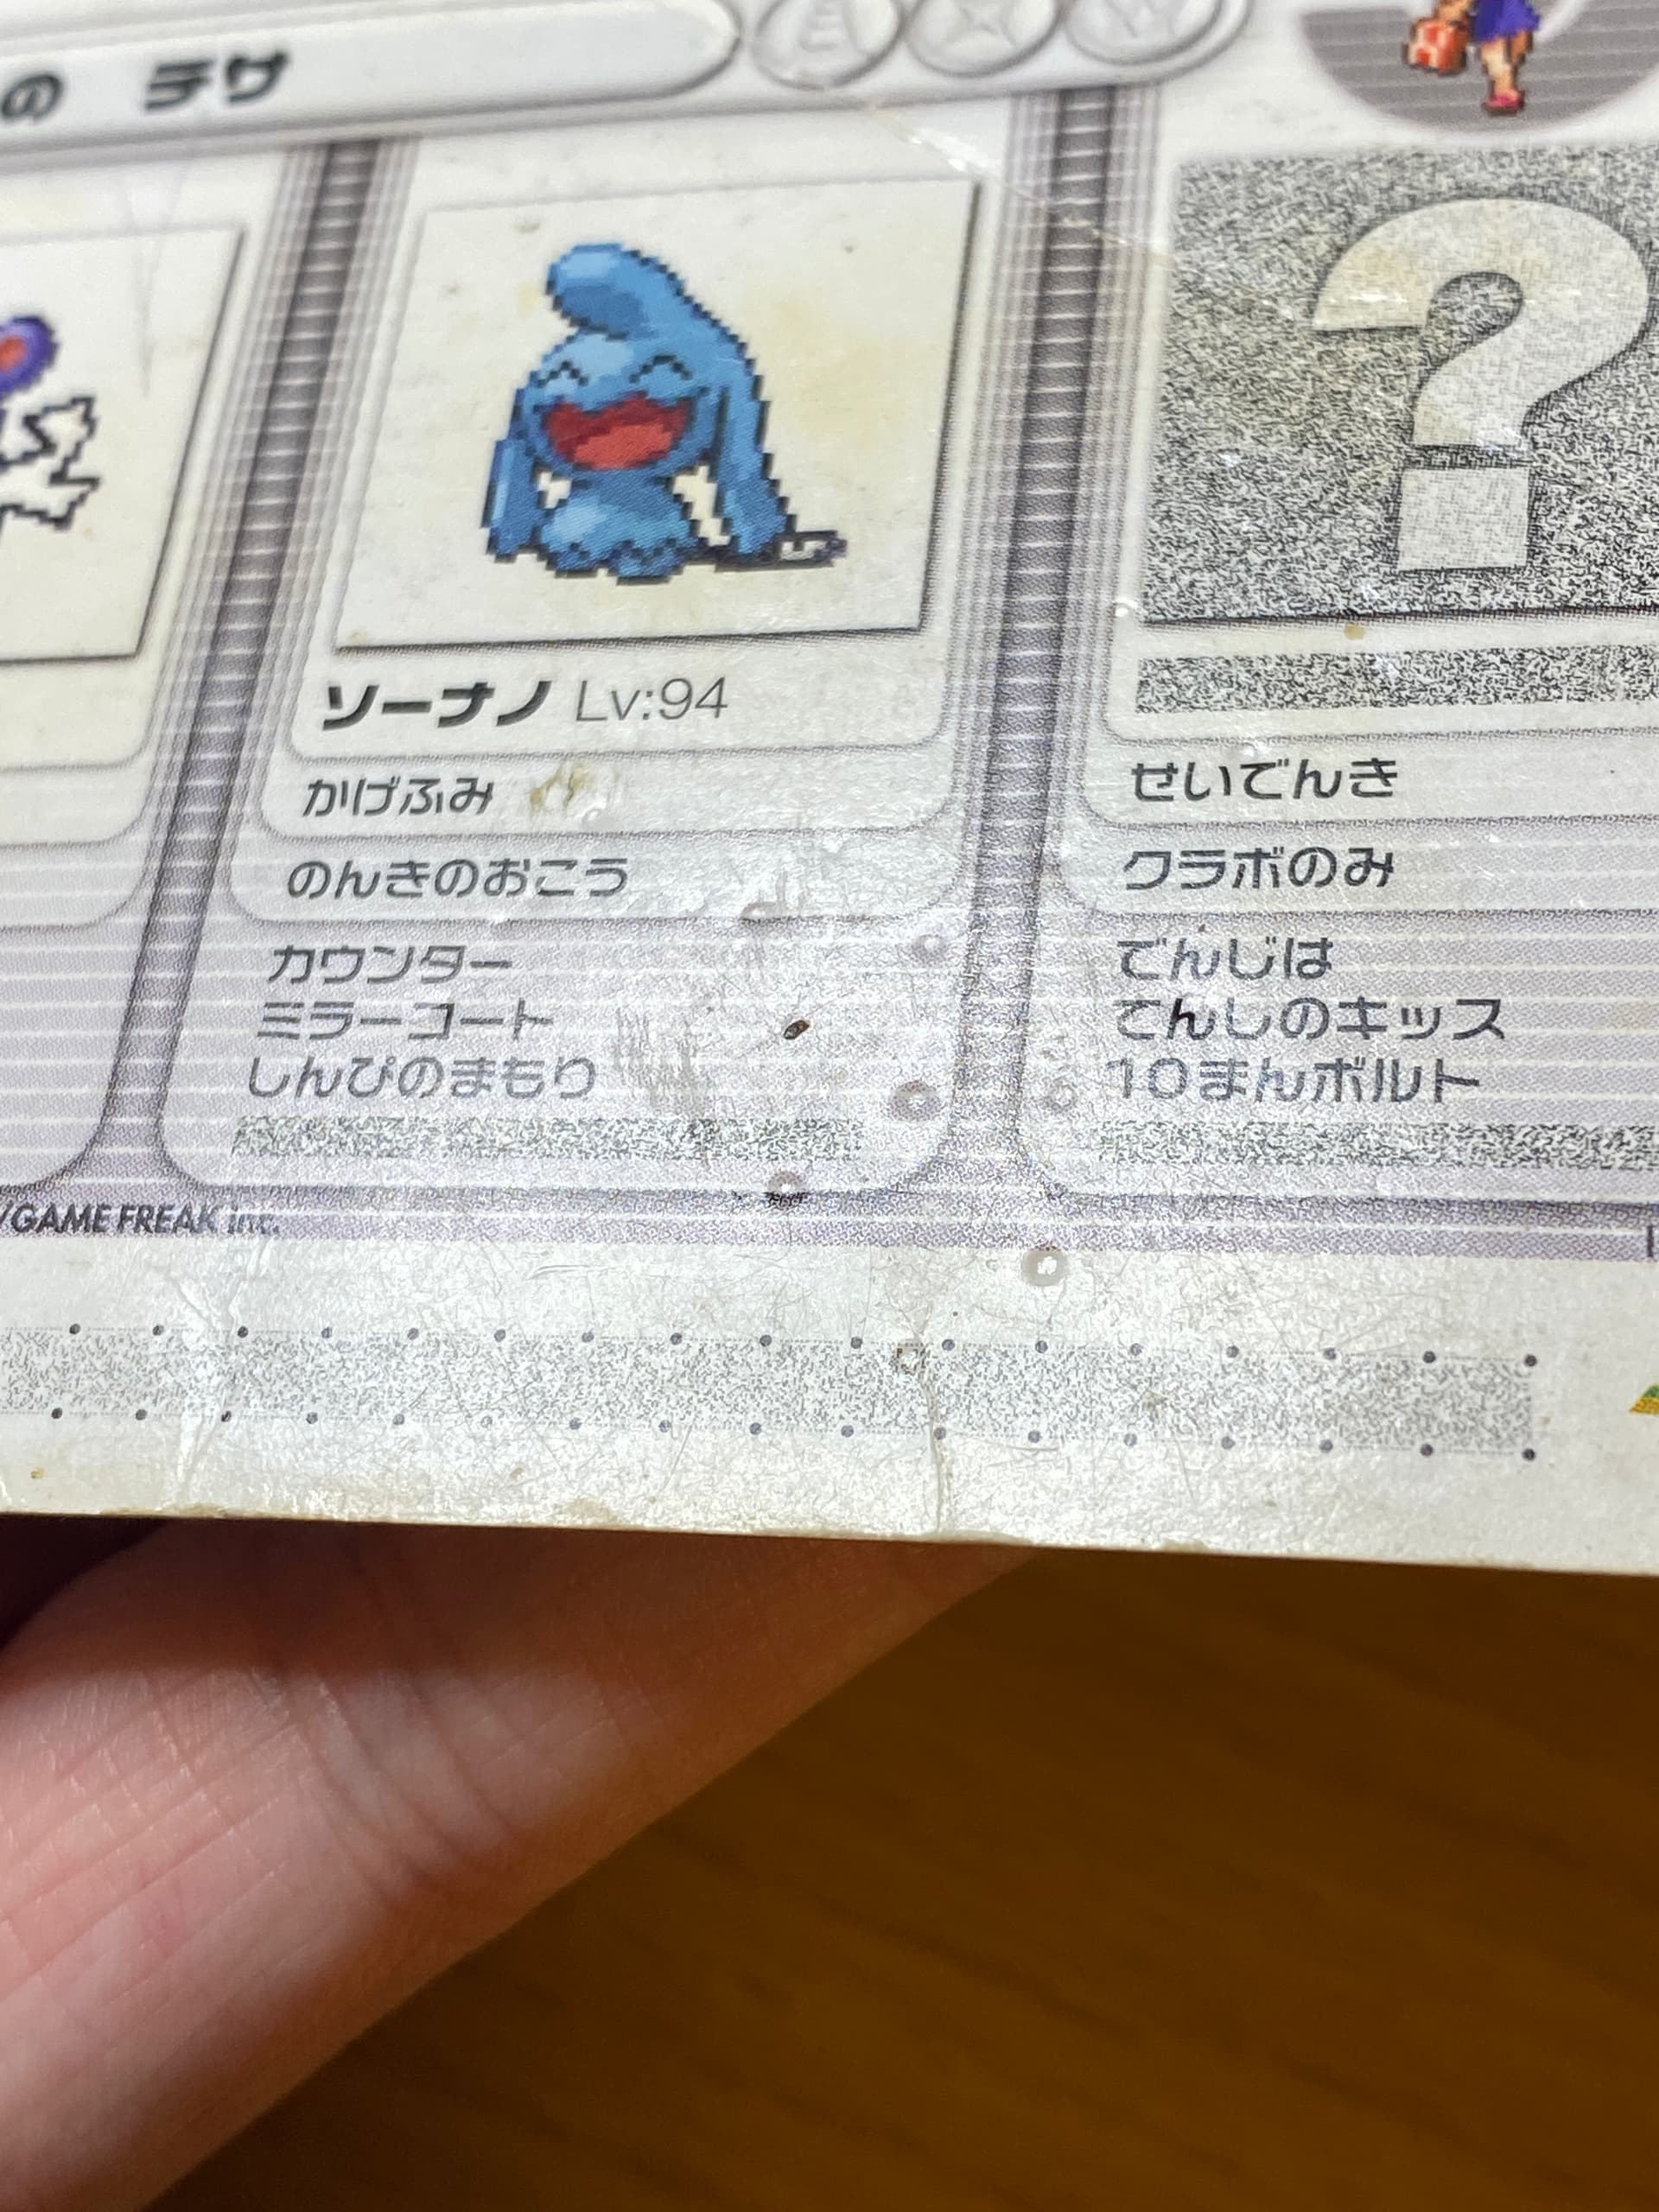 ソーナノ Lv:94
かげふみ
のんきのおこう
カウンター
ミラーコート
しんぴのまもり
せいでんき
クラボのみ
でんじは
てんしのキッス
10まんボルト
/GAME FREAK inc.